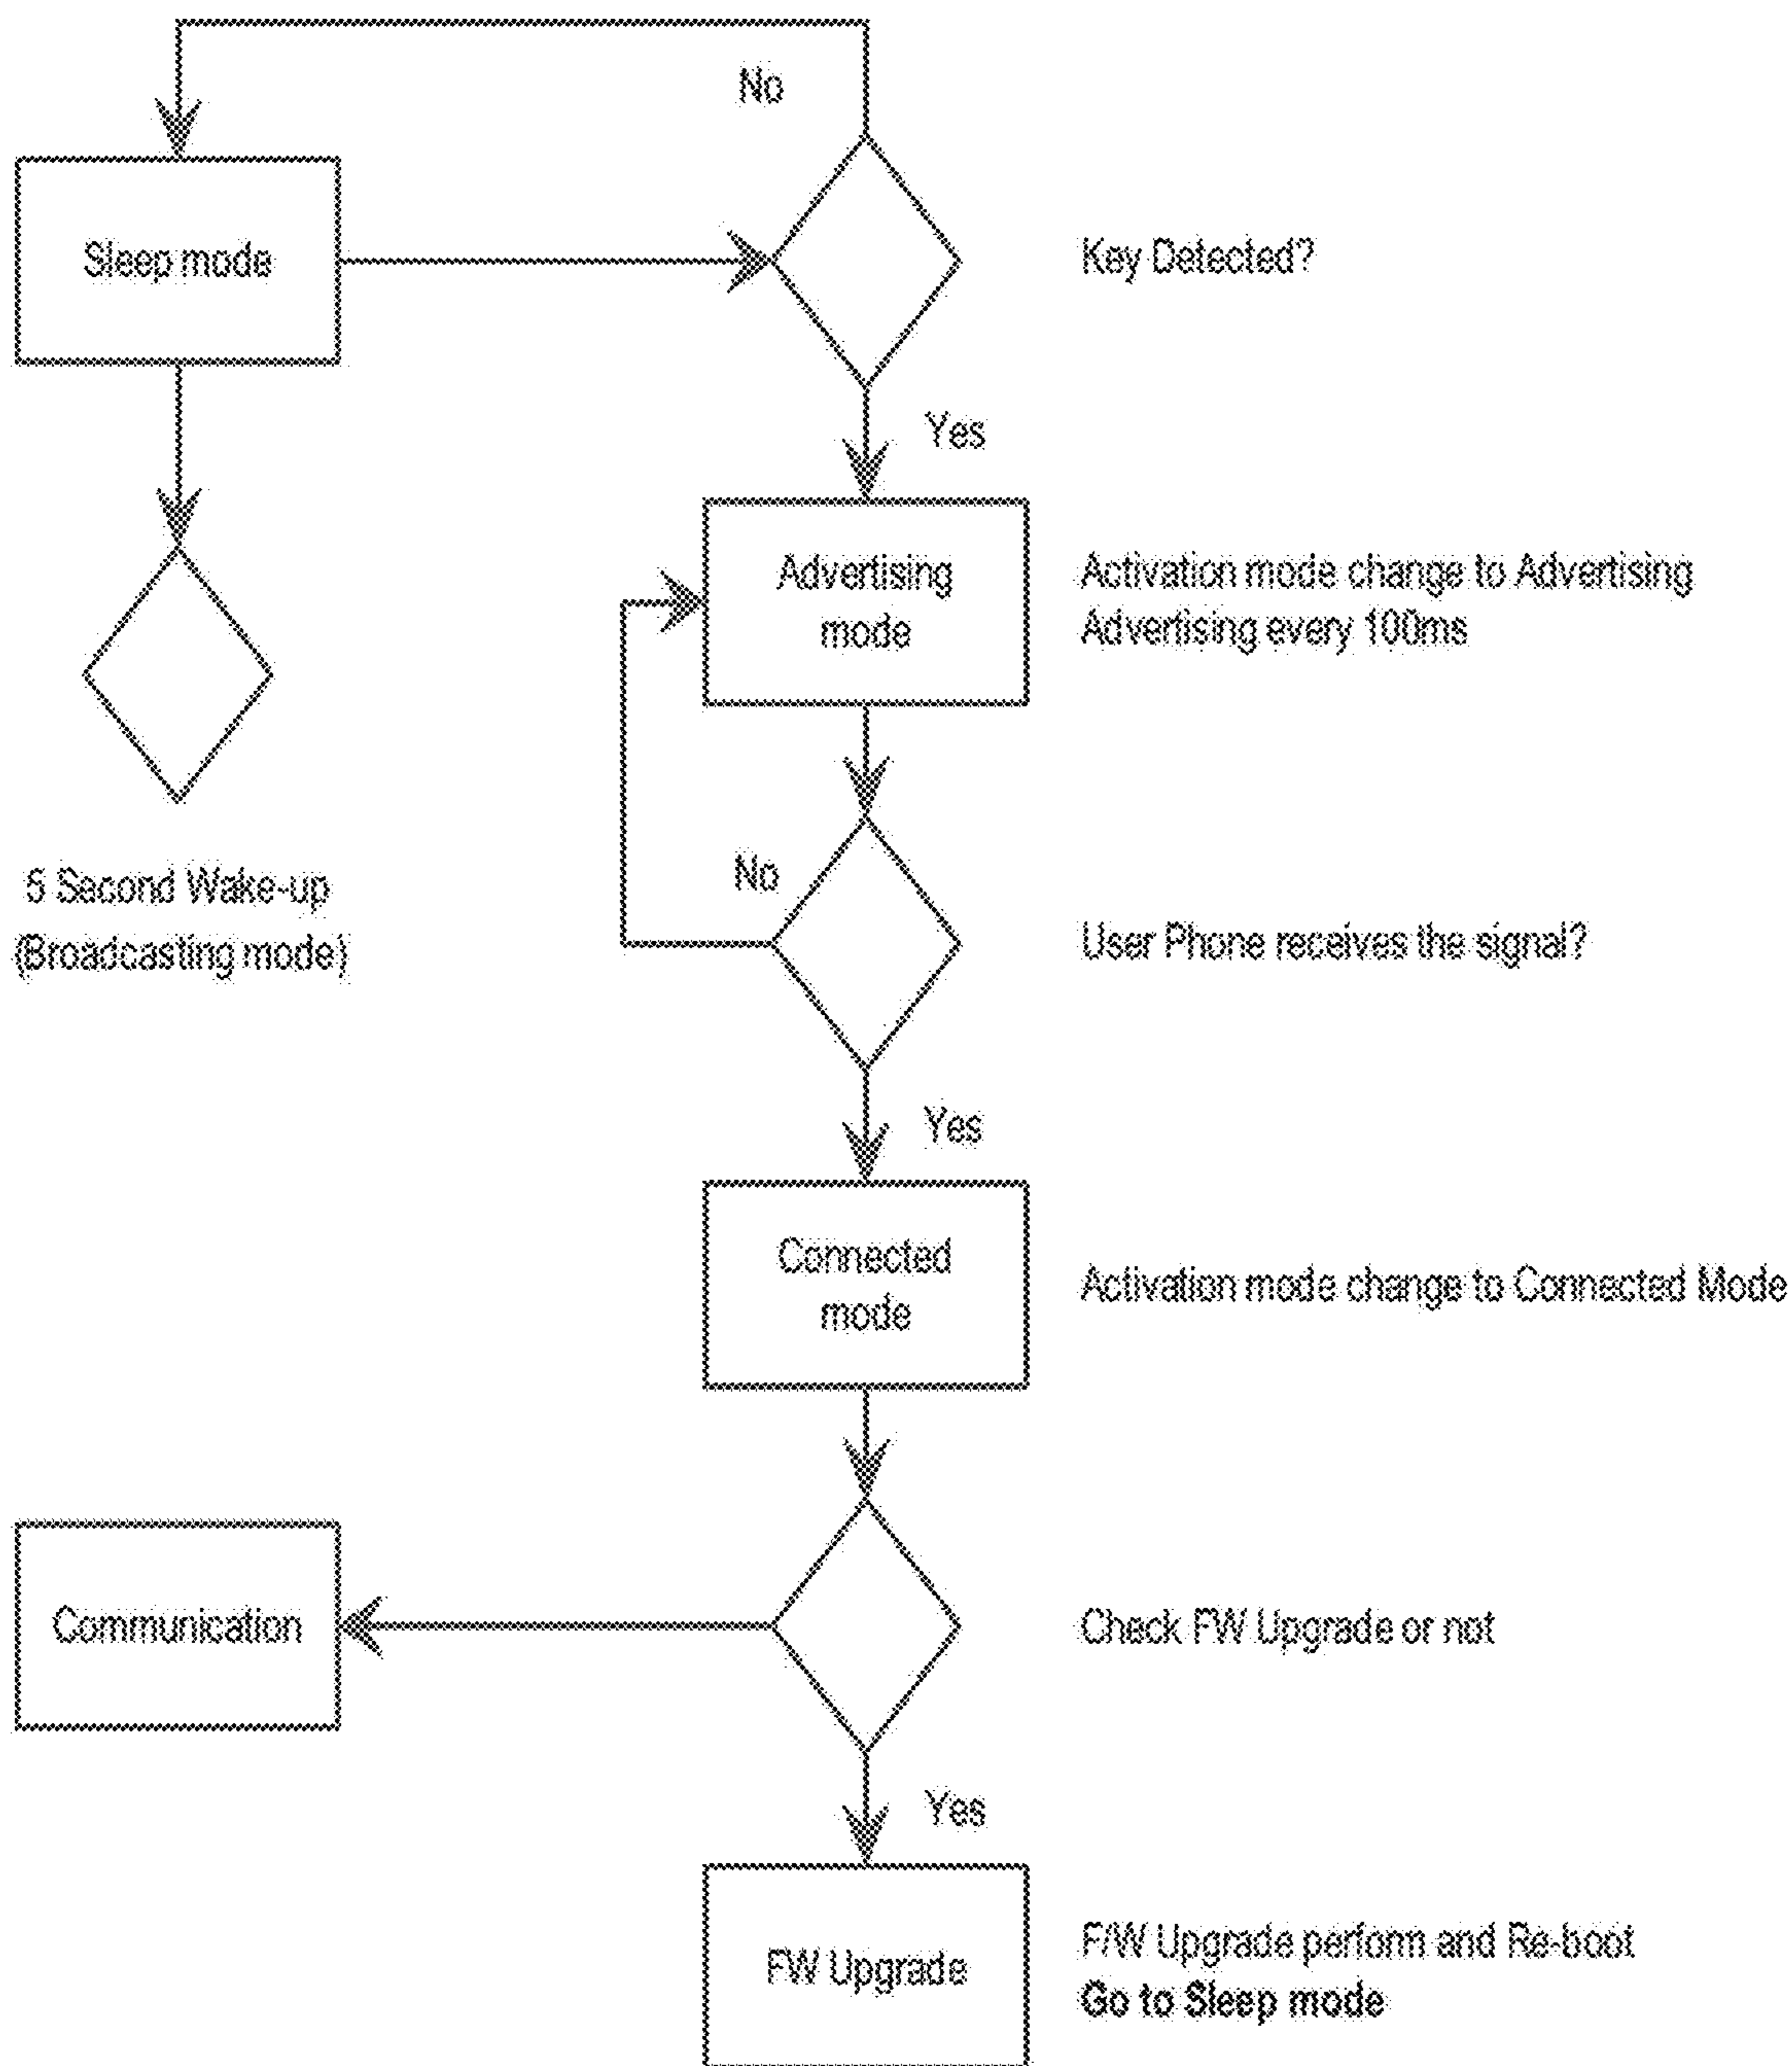 No
Sleep mode
Key Detected?
Yes
Advertising
mode
Activation mode change to Advertising
Advertising every 100ms
5 Second Wake-up
(Broadcasting mode)
No
User Phone receives the signal?
Yes
Connected
mode
Activation mode change to Connected Mode
Communication
Check FW Upgrade or not
Yes
FW Upgrade
F/W Upgrade perform and Re-boot
Go to Sleep mode